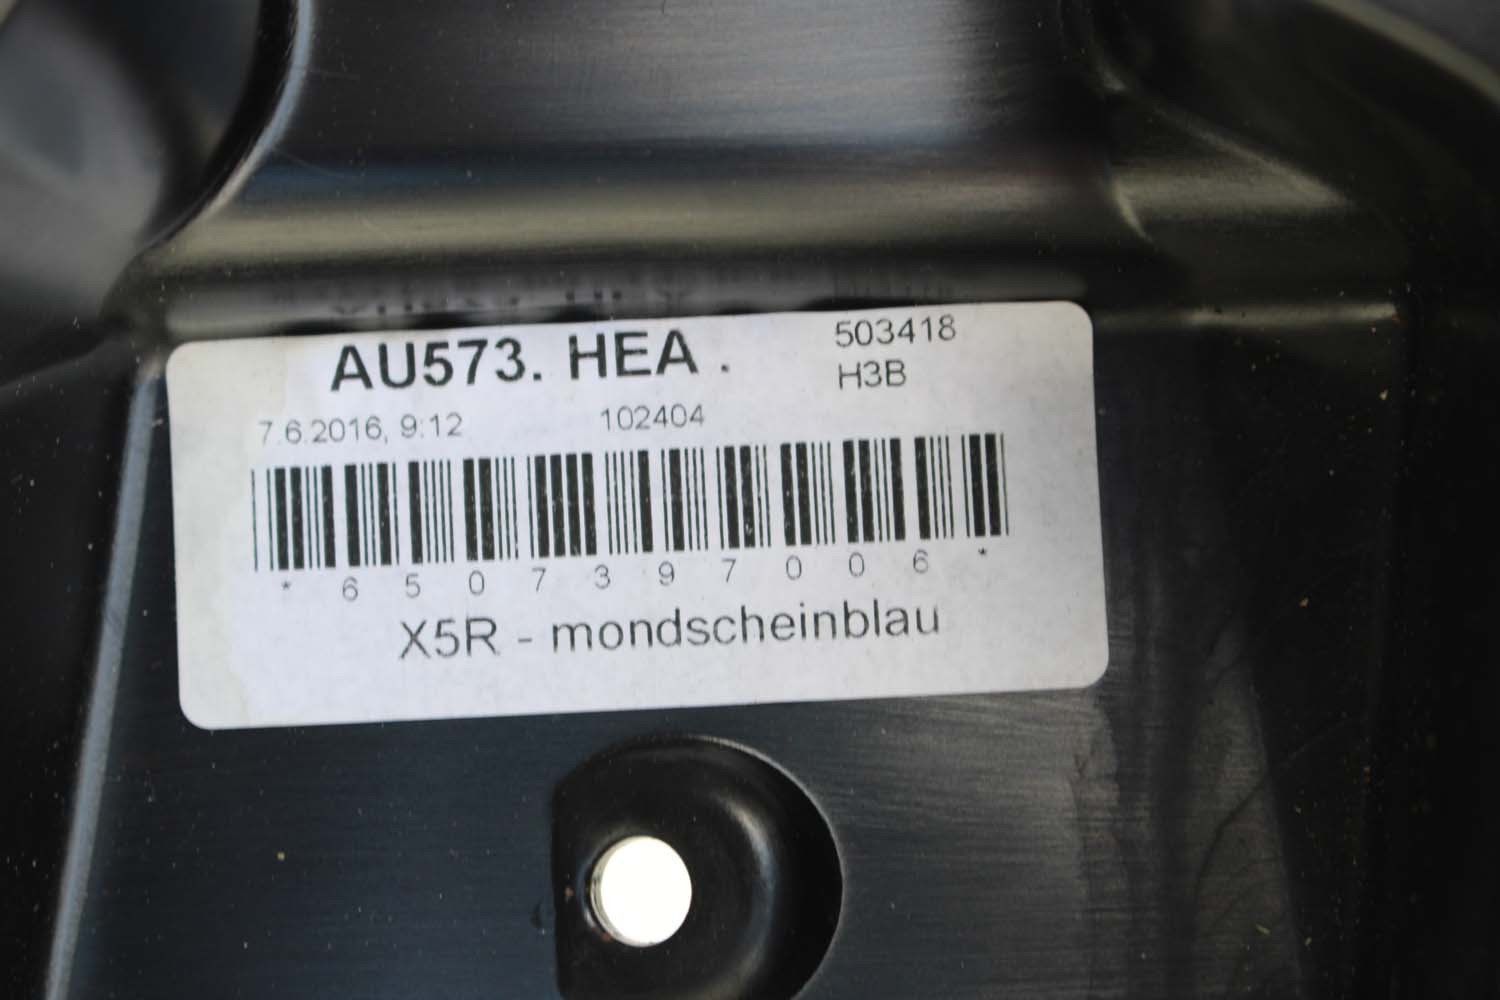 AU573. HEA .
503418
H3B
7.6.2016, 9:12 102404
* 6 5 0 7 3 9 7 0 0 6 *
X5R - mondscheinblau